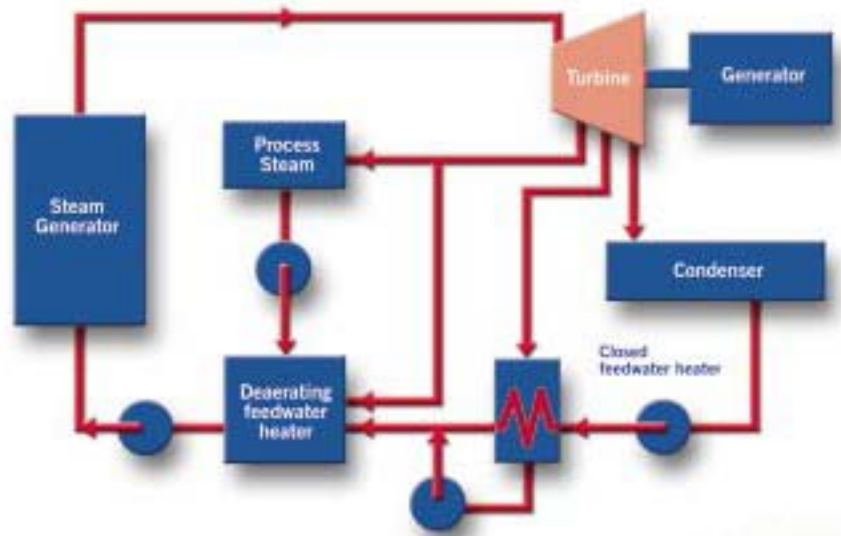 Turbine
Generator
Process
Steam
Steam
Generator
Condenser
Closed
feedwater heater
Deaerating
feedwater
heater